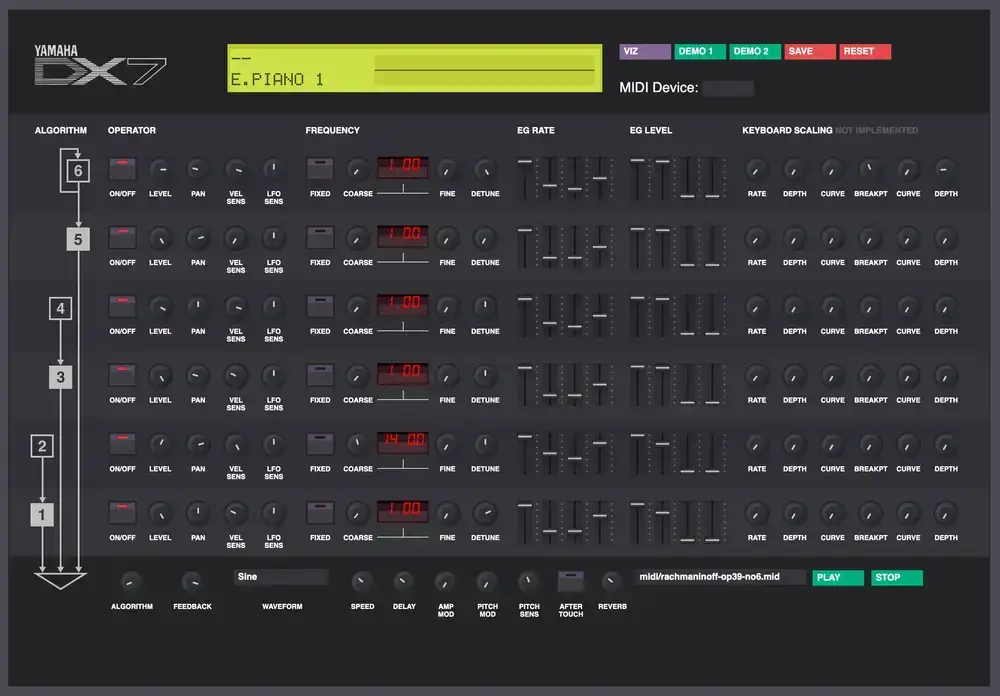 YAMAHA
DX7
--
E.PIANO 1
VIZ DEMO 1 DEMO 2 SAVE RESET
MIDI Device:
ALGORITHM OPERATOR FREQUENCY EG RATE EG LEVEL KEYBOARD SCALING NOT IMPLEMENTED
6 1.00
ON/OFF LEVEL PAN VEL SENS LFO SENS FIXED COARSE FINE DETUNE RATE DEPTH CURVE BREAKPT CURVE DEPTH
5 1.00
ON/OFF LEVEL PAN VEL SENS LFO SENS FIXED COARSE FINE DETUNE RATE DEPTH CURVE BREAKPT CURVE DEPTH
4 1.00
ON/OFF LEVEL PAN VEL SENS LFO SENS FIXED COARSE FINE DETUNE RATE DEPTH CURVE BREAKPT CURVE DEPTH
3 1.00
ON/OFF LEVEL PAN VEL SENS LFO SENS FIXED COARSE FINE DETUNE RATE DEPTH CURVE BREAKPT CURVE DEPTH
2 14.00
ON/OFF LEVEL PAN VEL SENS LFO SENS FIXED COARSE FINE DETUNE RATE DEPTH CURVE BREAKPT CURVE DEPTH
1 1.00
ON/OFF LEVEL PAN VEL SENS LFO SENS FIXED COARSE FINE DETUNE RATE DEPTH CURVE BREAKPT CURVE DEPTH
Sine midi/rachmaninoff-op39-no6.mid PLAY STOP
ALGORITHM FEEDBACK WAVEFORM SPEED DELAY AMP MOD PITCH MOD PITCH SENS AFTER TOUCH REVERB